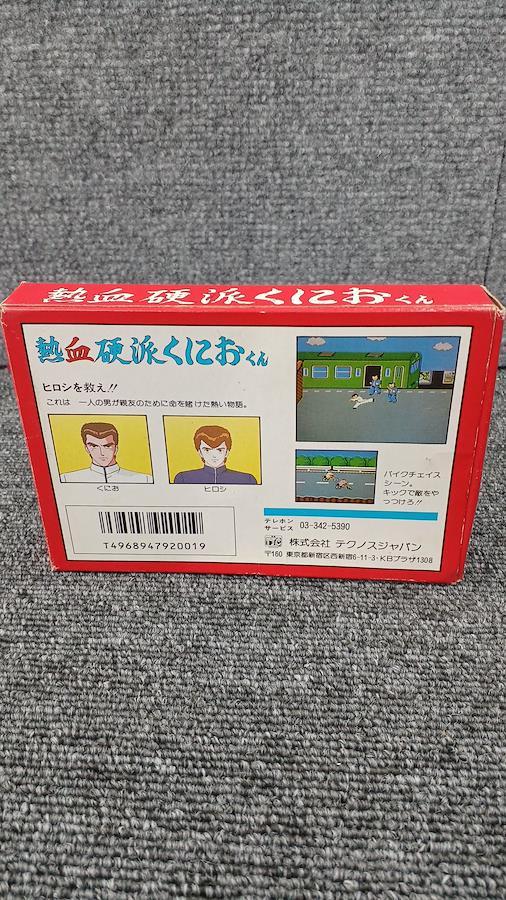 熱血硬派くにおくん
熱血硬派くにおくん
ヒロシを救え!!
これは 一人の男が親友のために命を賭けた熱い物語。
くにお
ヒロシ
バイクチェイス
シーン。
キックで敵をや
っつけろ!!
T4968947920019
テレホン
サービス 03-342-5390
株式会社 テクノスジャパン
〒160 東京都新宿区西新宿6-11-3・KBプラザ1308